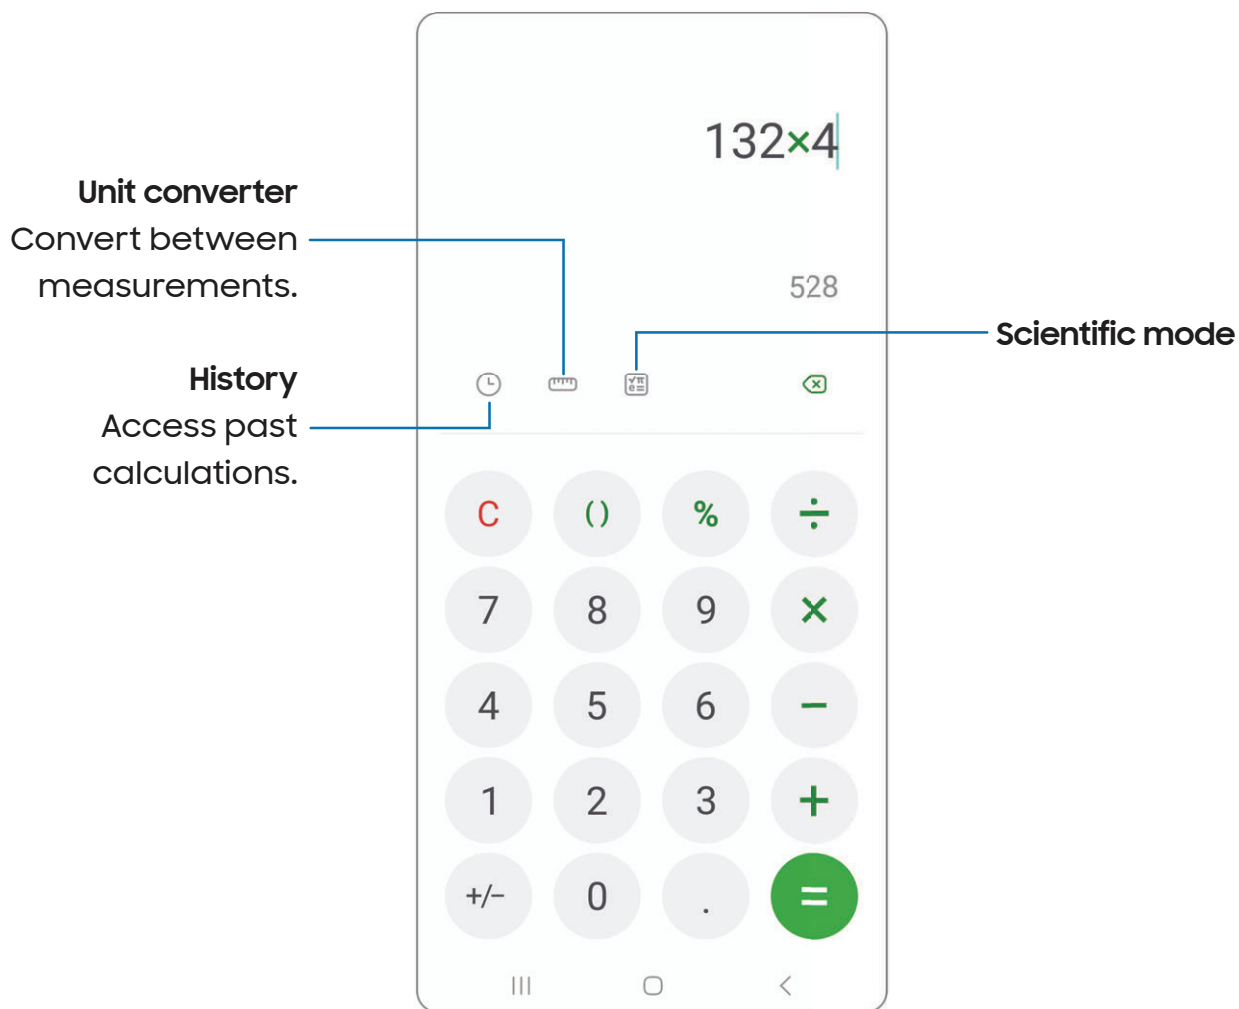 132×4
Unit converter
Convert between
measurements.
528
Scientific mode
History
Access past
calculations.
C () % ÷
7 8 9 ×
4 5 6 −
1 2 3 +
+/− 0 . =